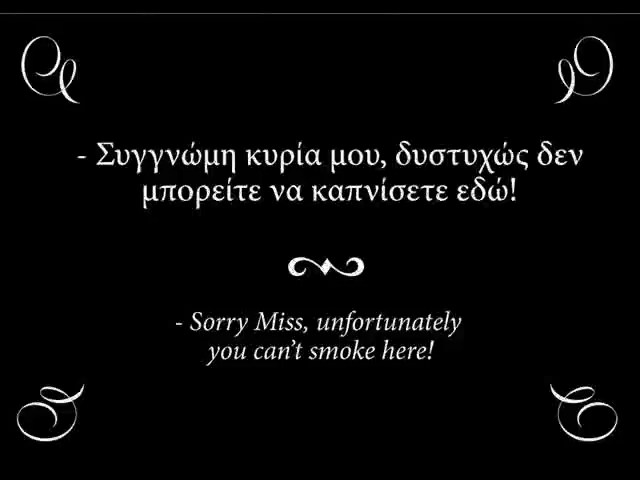 - Συγγνώμη κυρία μου, δυστυχώς δεν
μπορείτε να καπνίσετε εδώ!
- Sorry Miss, unfortunately
you can't smoke here!